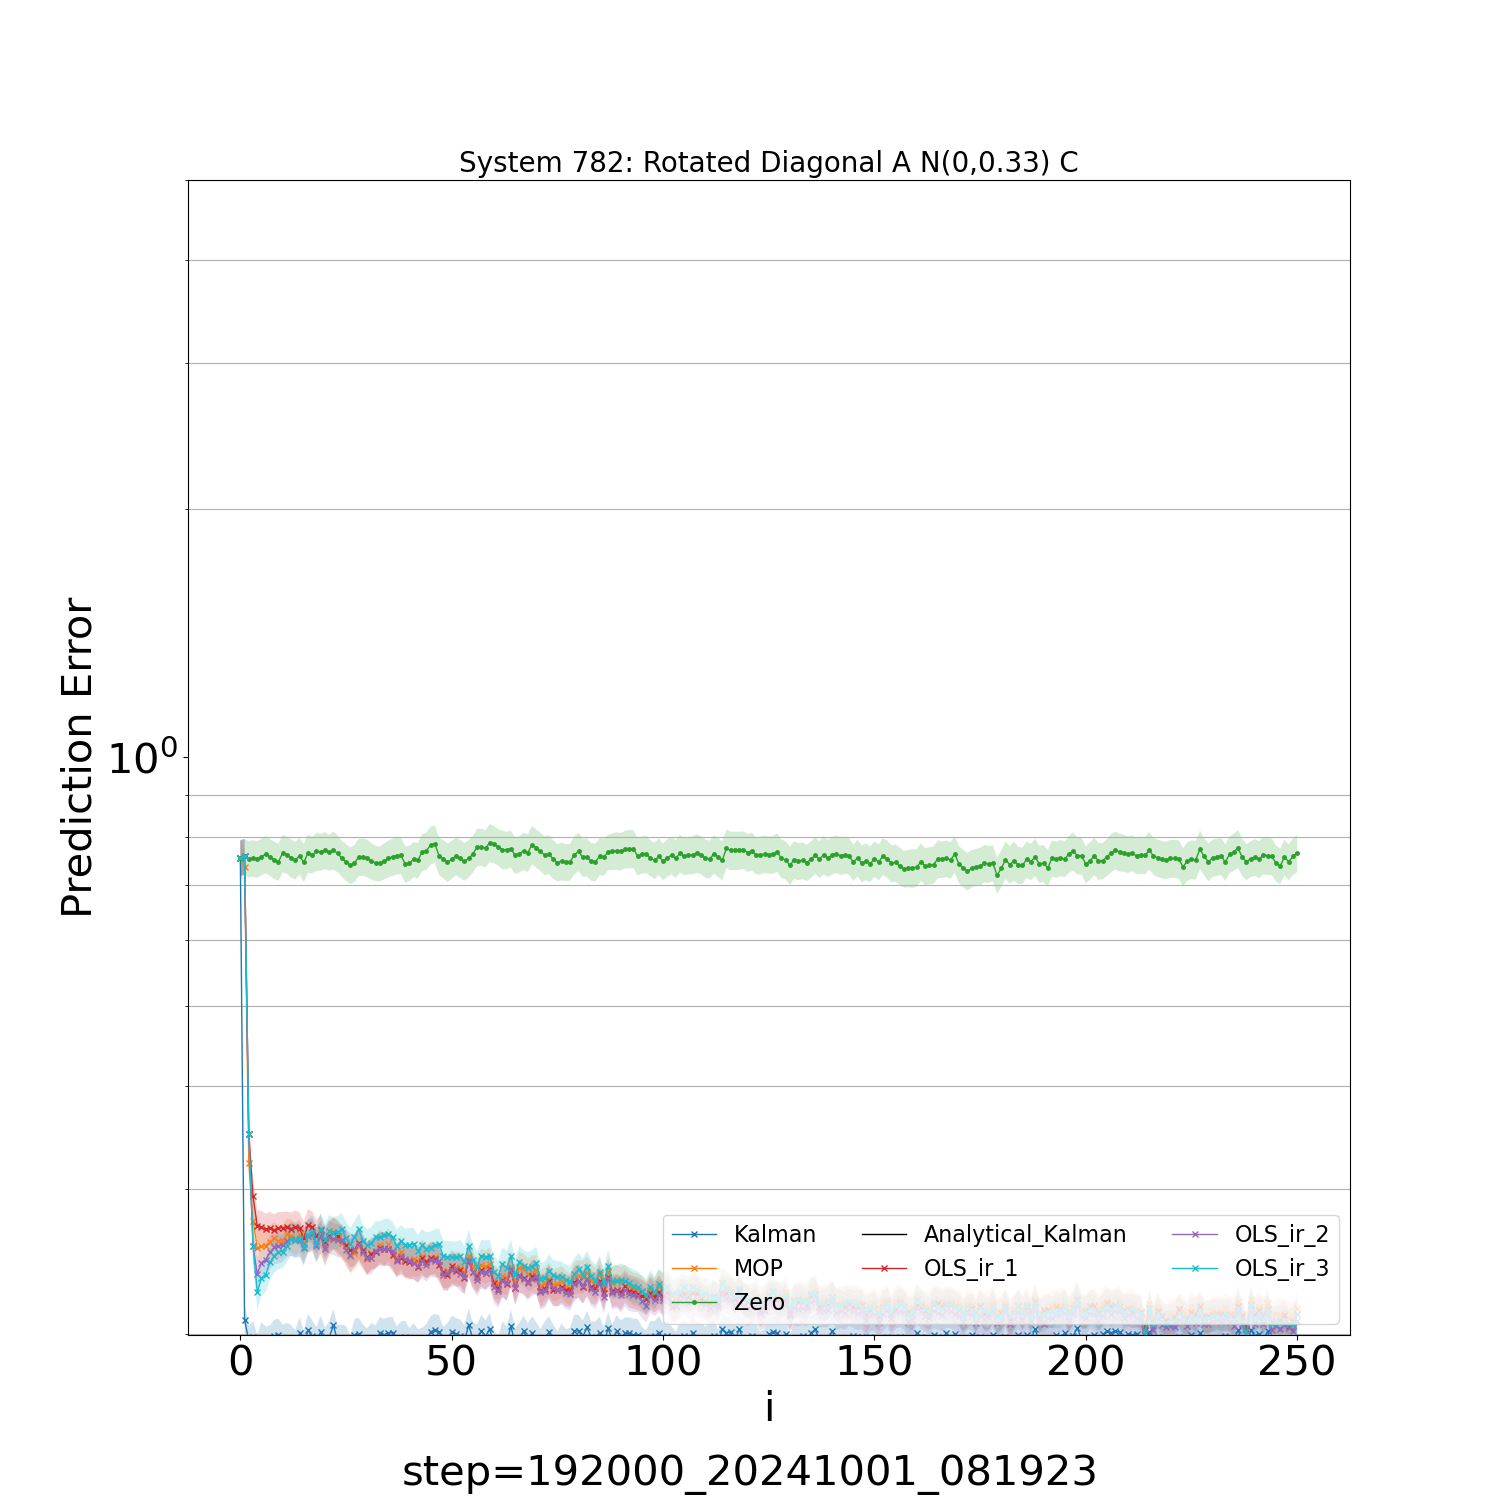 System 782: Rotated Diagonal A N(0,0.33) C
Prediction Error
10⁰
Kalman
MOP
Zero
Analytical_Kalman
OLS_ir_1
OLS_ir_2
OLS_ir_3
0 50 100 150 200 250
i
step=192000_20241001_081923